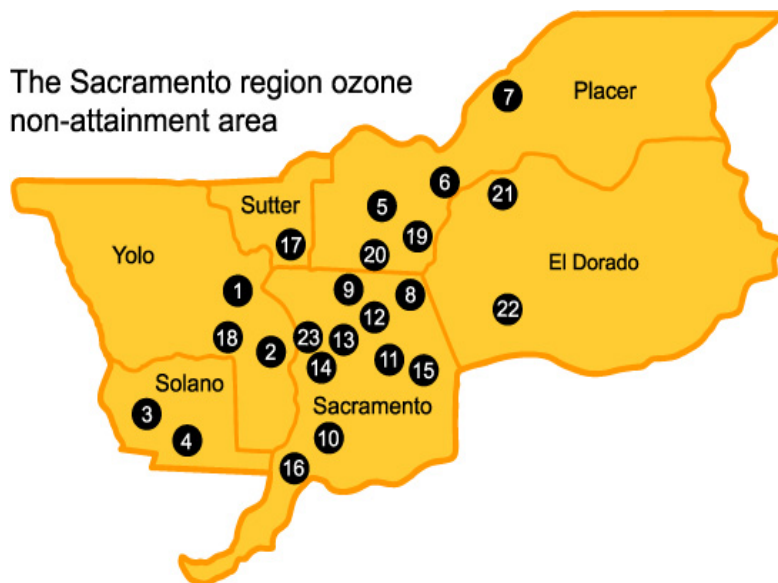 The Sacramento region ozone
non-attainment area
7
Placer
6
21
5
Sutter
19
17
20
Yolo
El Dorado
1
9
8
22
12
18
23
13
2
14
11
15
Solano
3
Sacramento
4
10
16